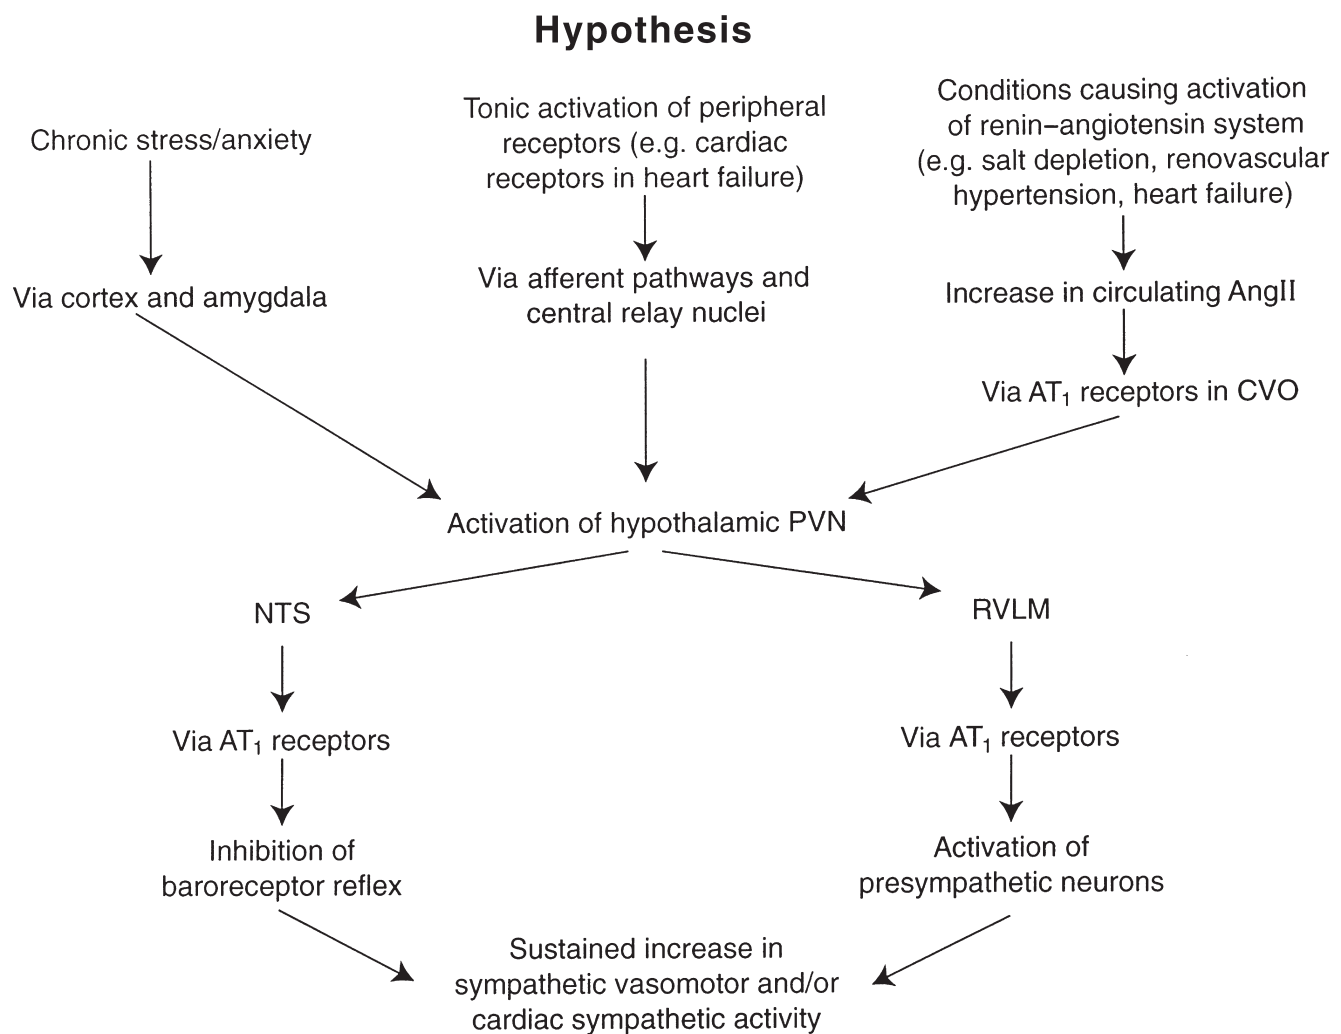 Hypothesis
Chronic stress/anxiety
Tonic activation of peripheral
receptors (e.g. cardiac
receptors in heart failure)
Conditions causing activation
of renin–angiotensin system
(e.g. salt depletion, renovascular
hypertension, heart failure)
Via cortex and amygdala
Via afferent pathways and
central relay nuclei
Increase in circulating AngII
Via AT₁ receptors in CVO
Activation of hypothalamic PVN
NTS
RVLM
Via AT₁ receptors
Via AT₁ receptors
Inhibition of
baroreceptor reflex
Activation of
presympathetic neurons
Sustained increase in
sympathetic vasomotor and/or
cardiac sympathetic activity